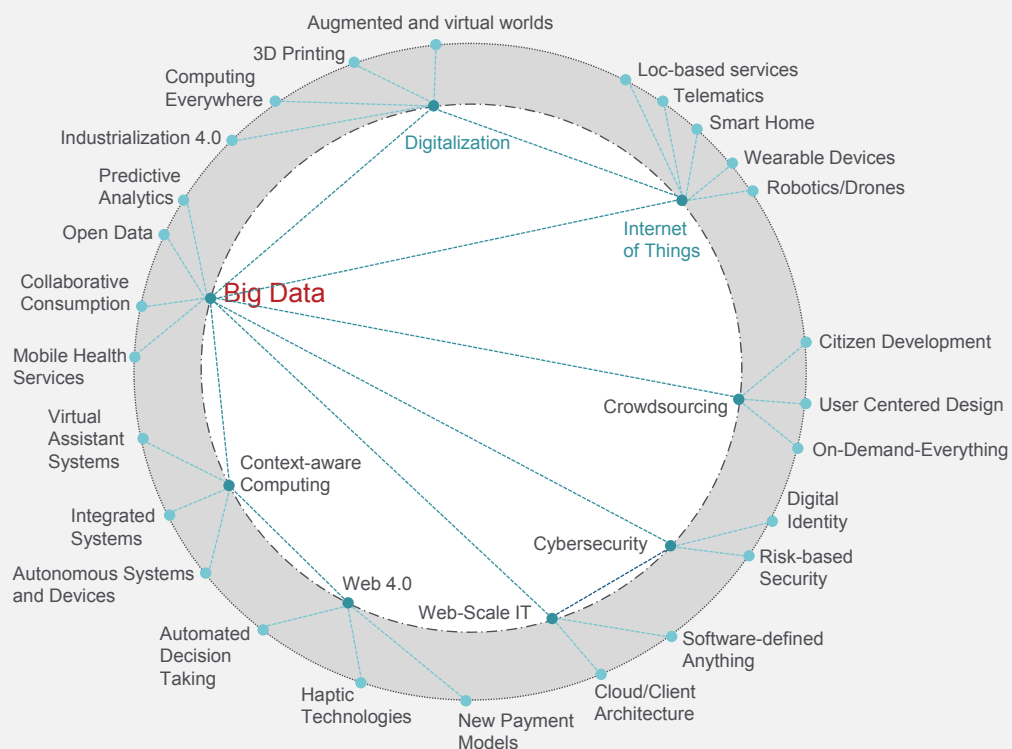 Augmented and virtual worlds
3D Printing
Computing
Everywhere
Industrialization 4.0
Predictive
Analytics
Open Data
Collaborative
Consumption
Mobile Health
Services
Virtual
Assistant
Systems
Integrated
Systems
Autonomous Systems
and Devices
Automated
Decision
Taking
Haptic
Technologies
New Payment
Models
Cloud/Client
Architecture
Software-defined
Anything
Risk-based
Security
Digital
Identity
On-Demand-Everything
User Centered Design
Citizen Development
Robotics/Drones
Wearable Devices
Smart Home
Telematics
Loc-based services
Digitalization
Internet
of Things
Big Data
Crowdsourcing
Context-aware
Computing
Cybersecurity
Web 4.0
Web-Scale IT